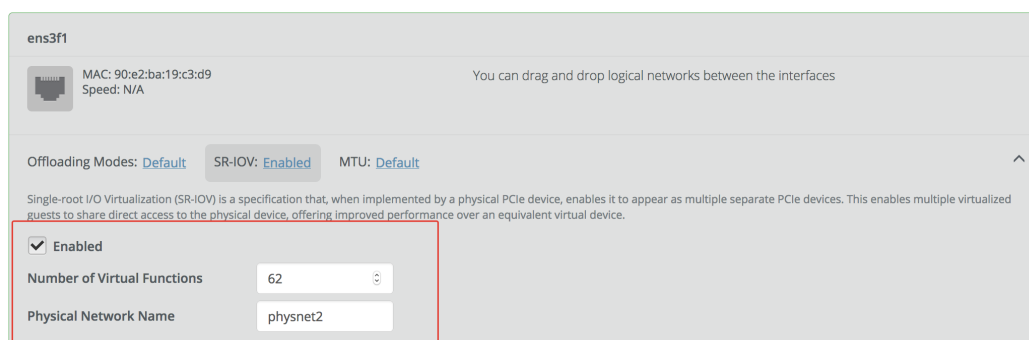 ens3f1
MAC: 90:e2:ba:19:c3:d9
Speed: N/A
You can drag and drop logical networks between the interfaces
Offloading Modes: Default SR-IOV: Enabled MTU: Default
Single-root I/O Virtualization (SR-IOV) is a specification that, when implemented by a physical PCIe device, enables it to appear as multiple separate PCIe devices. This enables multiple virtualized
guests to share direct access to the physical device, offering improved performance over an equivalent virtual device.
Enabled
Number of Virtual Functions 62
Physical Network Name physnet2